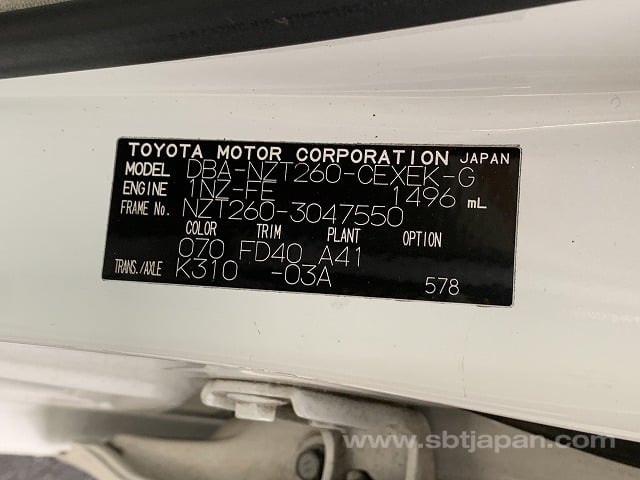 TOYOTA MOTOR CORPORATION JAPAN
MODEL DBA-NZT260-CEXEK-G
ENGINE 1NZ-FE 1496 mL
FRAME No. NZT260-3047550
COLOR TRIM PLANT OPTION
070 FD40 A41
TRANS./AXLE K310 -03A 578
www.sbtjapan.com